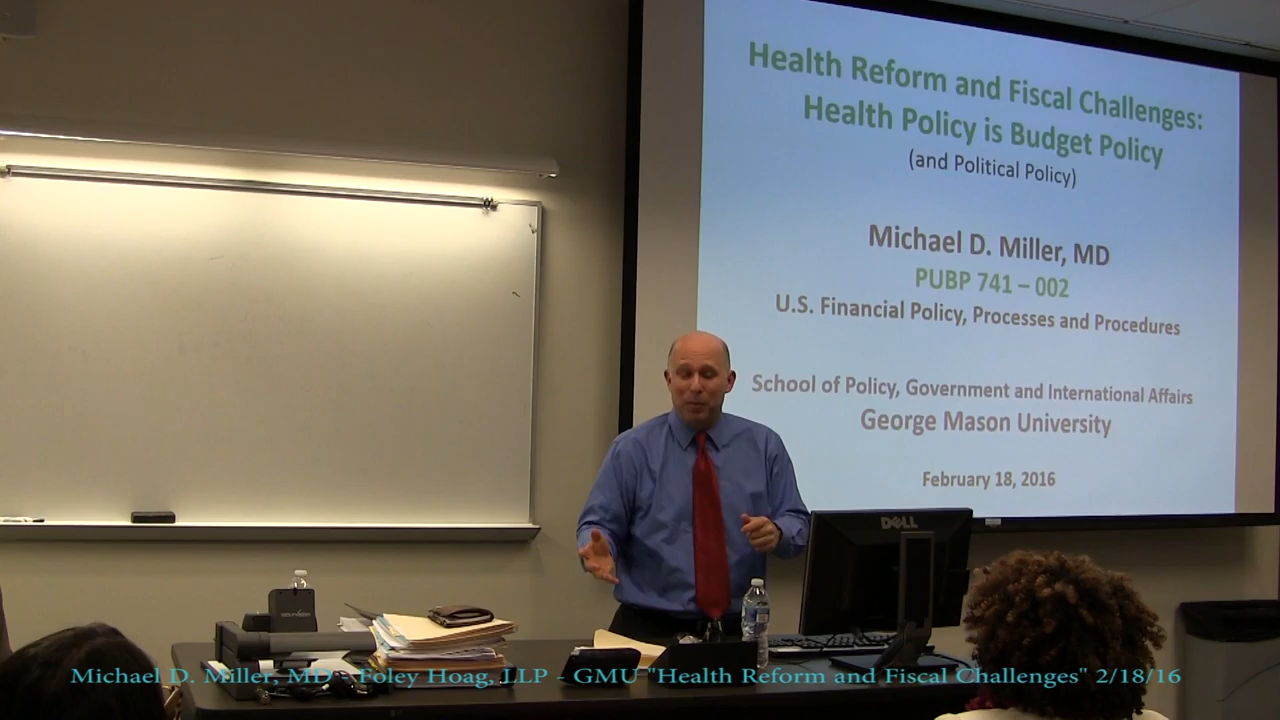 Health Reform and Fiscal Challenges:
Health Policy is Budget Policy
(and Political Policy)
Michael D. Miller, MD
PUBP 741 – 002
U.S. Financial Policy, Processes and Procedures
School of Policy, Government and International Affairs
George Mason University
February 18, 2016
DELL
Michael D. Miller, MD - Foley Hoag, LLP - GMU "Health Reform and Fiscal Challenges" 2/18/16